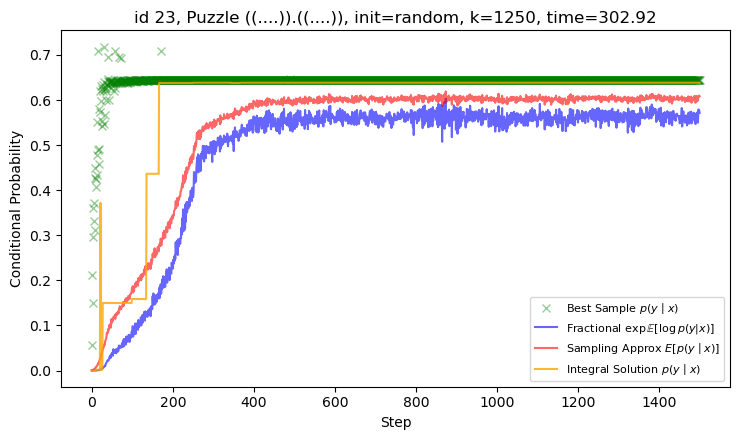 id 23, Puzzle ((....)).((....)), init=random, k=1250, time=302.92
Conditional Probability
0.7
0.6
0.5
0.4
0.3
0.2
0.1
0.0
Best Sample p(y | x)
Fractional exp 𝔼[log p(y|x)]
Sampling Approx E[p(y | x)]
Integral Solution p(y | x)
0 200 400 600 800 1000 1200 1400
Step